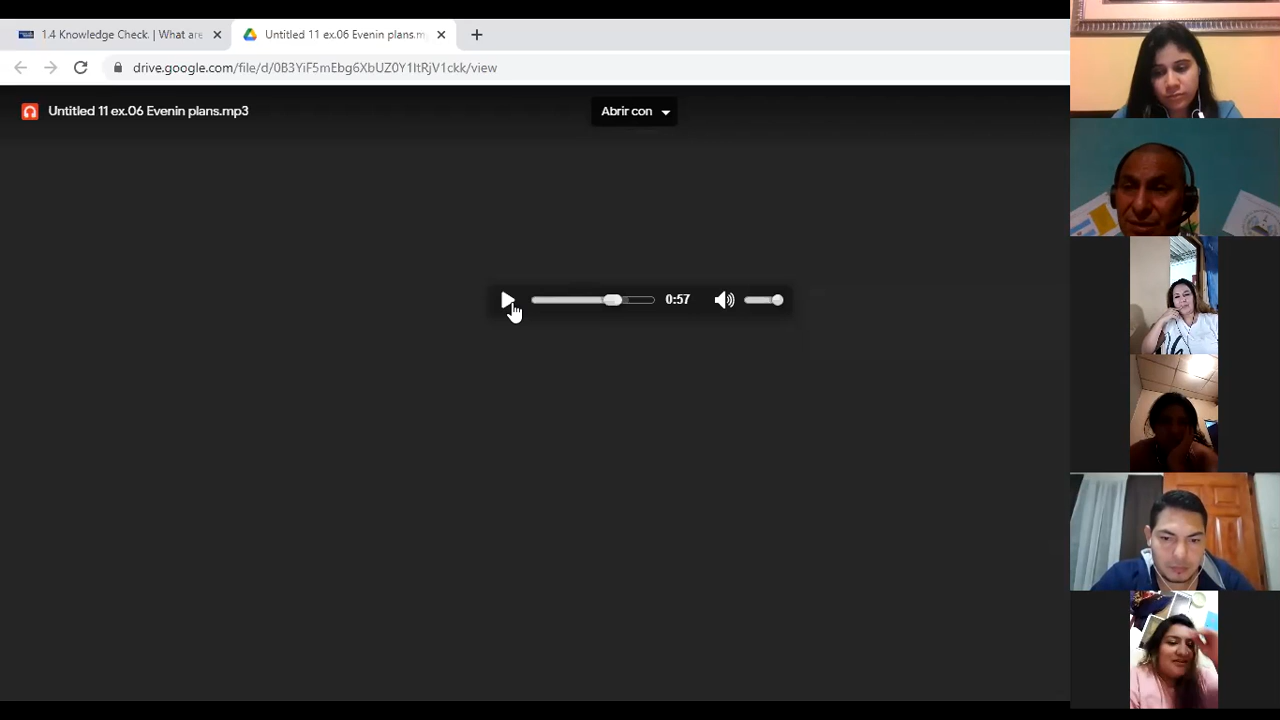 1.4 Knowledge Check. | What are
Untitled 11 ex.06 Evenin plans.m
drive.google.com/file/d/0B3YiF5mEbg6XbUZ0Y1ltRjV1ckk/view
Untitled 11 ex.06 Evenin plans.mp3
Abrir con
0:57